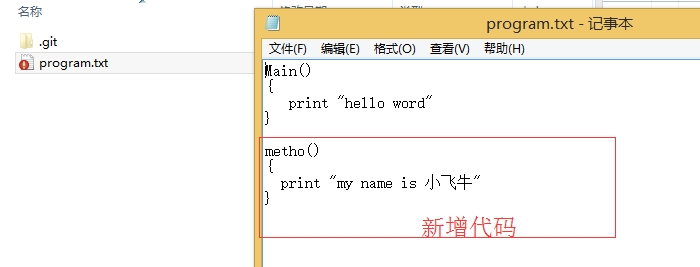 名称
.git
program.txt
program.txt - 记事本
文件(F) 编辑(E) 格式(O) 查看(V) 帮助(H)
Main()
{
print "hello word"
}
metho()
{
print "my name is 小飞牛"
}
新增代码